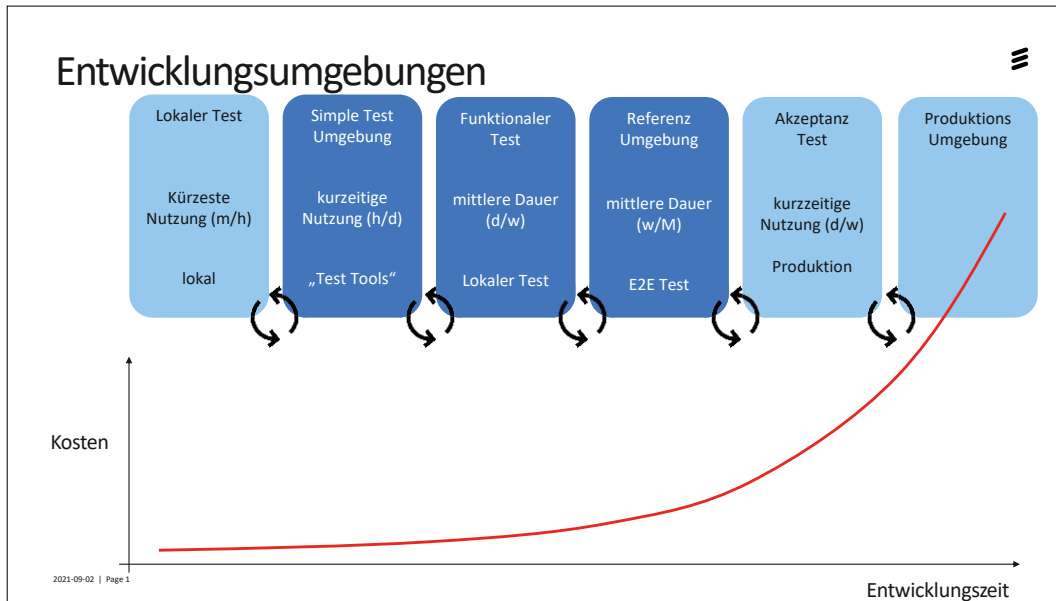 Entwicklungsumgebungen
Lokaler Test
Kürzeste
Nutzung (m/h)
lokal
Simple Test
Umgebung
kurzeitige
Nutzung (h/d)
„Test Tools“
Funktionaler
Test
mittlere Dauer
(d/w)
Lokaler Test
Referenz
Umgebung
mittlere Dauer
(w/M)
E2E Test
Akzeptanz
Test
kurzzeitige
Nutzung (d/w)
Produktion
Produktions
Umgebung
Kosten
Entwicklungszeit
2021-09-02 | Page 1